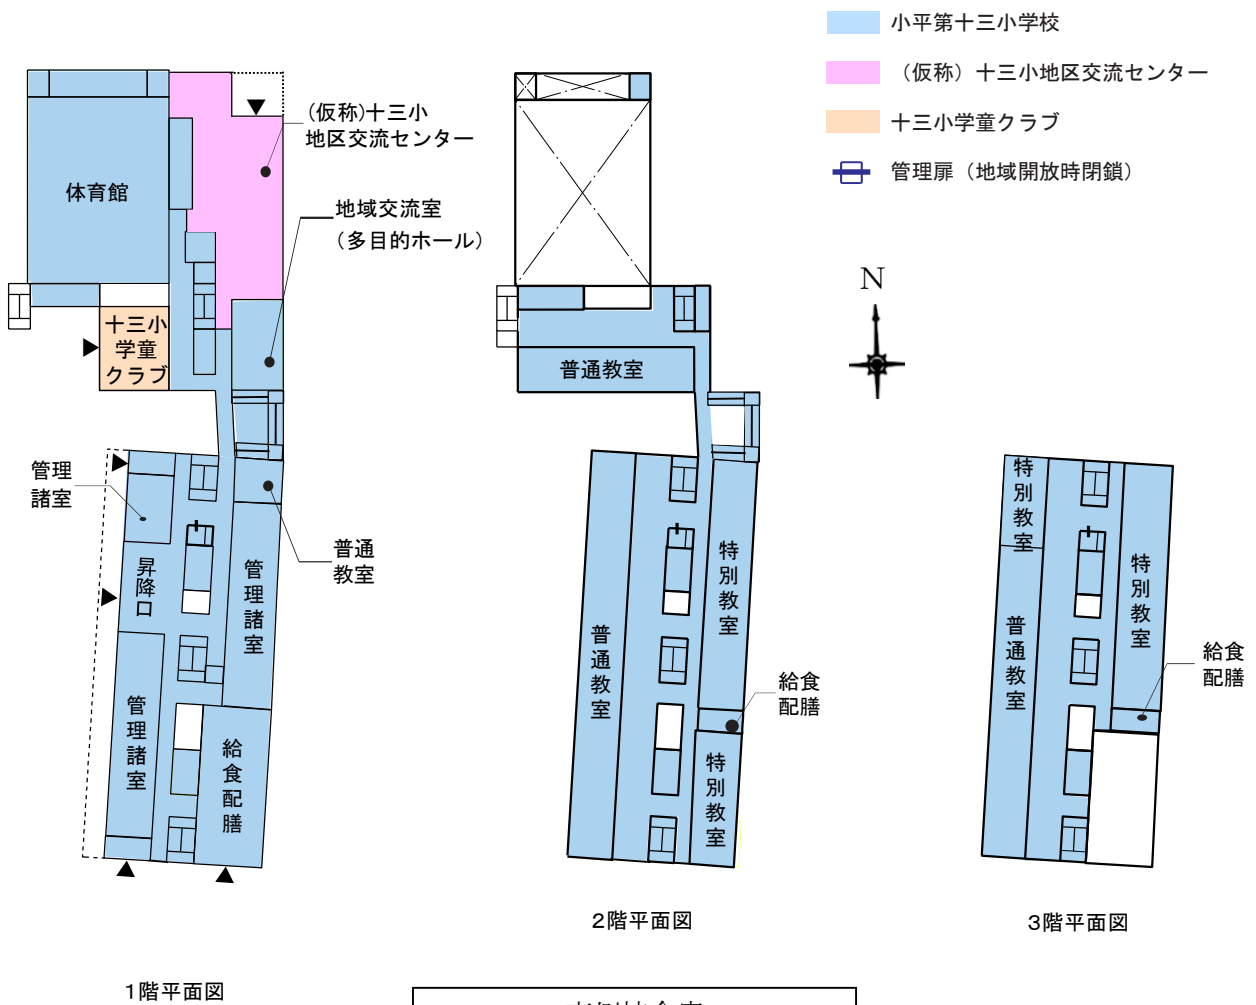 小平第十三小学校
（仮称）十三小地区交流センター
十三小学童クラブ
管理扉（地域開放時閉鎖）
N
(仮称)十三小
地区交流センター
体育館
地域交流室
（多目的ホール）
十三小
学童
クラブ
管理
諸室
昇降口
普通
教室
管理諸室
管理諸室
給食配膳
1階平面図
普通教室
特別教室
普通教室
給食
配膳
特別教室
2階平面図
特別教室
特別教室
普通教室
給食
配膳
3階平面図